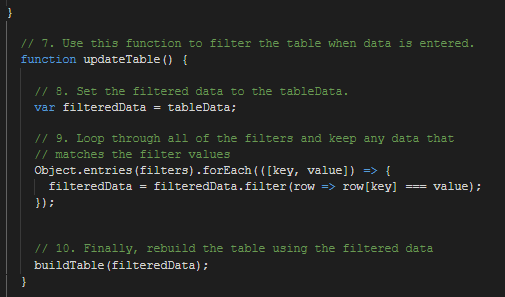 }
// 7. Use this function to filter the table when data is entered.
function updateTable() {
// 8. Set the filtered data to the tableData.
var filteredData = tableData;
// 9. Loop through all of the filters and keep any data that
// matches the filter values
Object.entries(filters).forEach(([key, value]) => {
filteredData = filteredData.filter(row => row[key] === value);
});
// 10. Finally, rebuild the table using the filtered data
buildTable(filteredData);
}